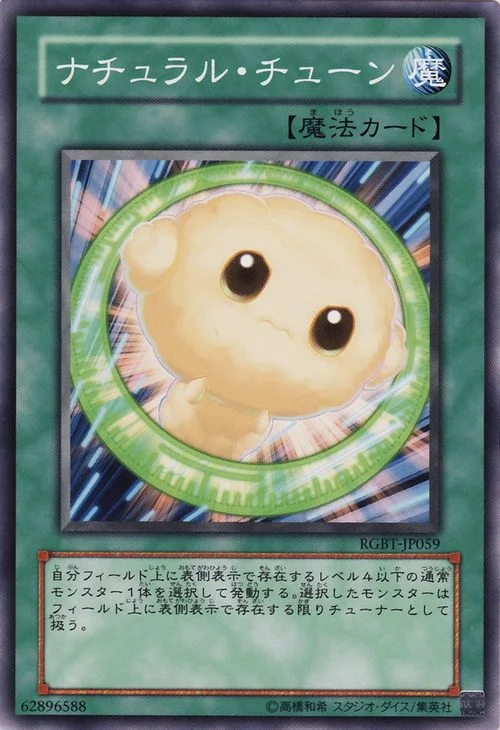 ナチュラル・チューン 魔
【魔法カード】
RGBT-JP059
自分フィールド上に表側表示で存在するレベル4以下の通常
モンスター1体を選択して発動する。選択したモンスターは
フィールド上に表側表示で存在する限りチューナーとして
扱う。
62896588 ©高橋和希 スタジオ・ダイス/集英社